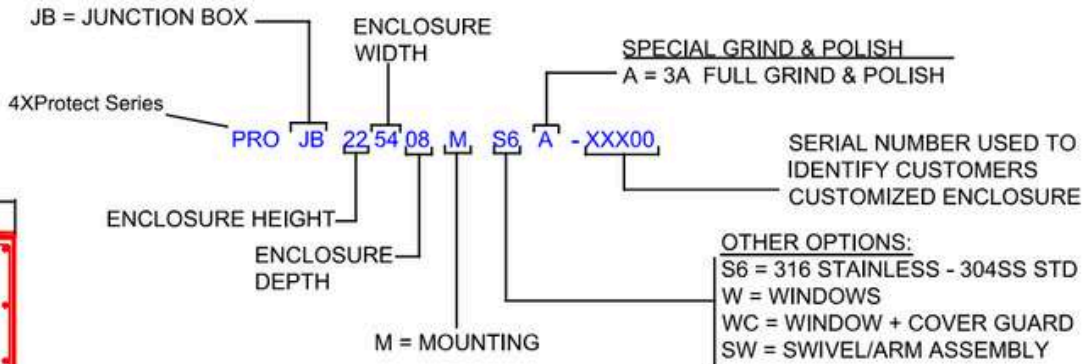 JB = JUNCTION BOX
ENCLOSURE
WIDTH
SPECIAL GRIND & POLISH
A = 3A FULL GRIND & POLISH
4XProtect Series
PRO JB 22 54 08 M S6 A - XXX00
SERIAL NUMBER USED TO
IDENTIFY CUSTOMERS
CUSTOMIZED ENCLOSURE
ENCLOSURE HEIGHT
ENCLOSURE
DEPTH
M = MOUNTING
OTHER OPTIONS:
S6 = 316 STAINLESS - 304SS STD
W = WINDOWS
WC = WINDOW + COVER GUARD
SW = SWIVEL/ARM ASSEMBLY